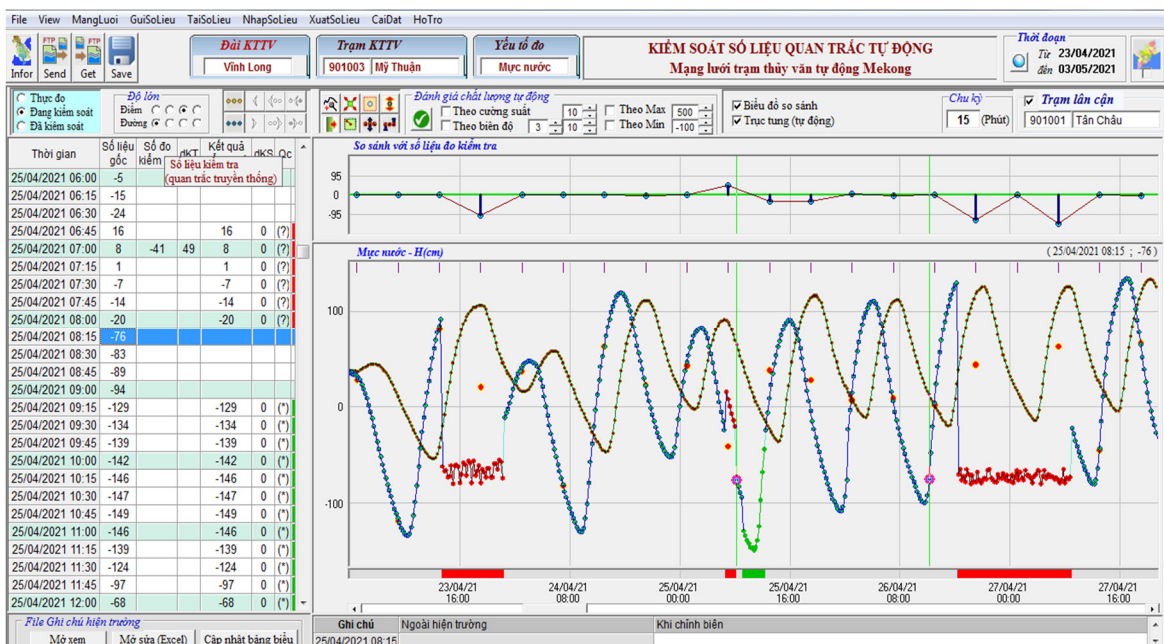 File View MangLuoi GuiSoLieu TaiSoLieu NhapSoLieu XuatSoLieu CaiDat HoTro
FTP FTP
Infor Send Get Save
Đài KTTV
Vĩnh Long
Trạm KTTV
901003 Mỹ Thuận
Yếu tố đo
Mực nước
KIỂM SOÁT SỐ LIỆU QUAN TRẮC TỰ ĐỘNG
Mạng lưới trạm thủy văn tự động Mekong
Thời đoạn
Từ 23/04/2021
đến 03/05/2021
Thực đo
Đang kiểm soát
Đã kiểm soát
Độ lớn
Điểm
Đường
Đánh giá chất lượng tự động
Theo cường suất 10
Theo biên độ 3 10
Theo Max 500
Theo Min -100
Biểu đồ so sánh
Trục tung (tự động)
Chu kỳ
15 (Phút)
Trạm lân cận
901001 Tân Châu
Thời gian Số liệu gốc Số đo kiểm dKT Kết quả dKS Qc
Số liệu kiểm tra
(quan trắc truyền thống)
25/04/2021 06:00 -5
25/04/2021 06:15 -15
25/04/2021 06:30 -24
25/04/2021 06:45 16 16 0 (?)
25/04/2021 07:00 8 -41 49 8 0 (?)
25/04/2021 07:15 1 1 0 (?)
25/04/2021 07:30 -7 -7 0 (?)
25/04/2021 07:45 -14 -14 0 (?)
25/04/2021 08:00 -20 -20 0 (?)
25/04/2021 08:15 -76
25/04/2021 08:30 -83
25/04/2021 08:45 -89
25/04/2021 09:00 -94
25/04/2021 09:15 -129 -129 0 (*)
25/04/2021 09:30 -134 -134 0 (*)
25/04/2021 09:45 -139 -139 0 (*)
25/04/2021 10:00 -142 -142 0 (*)
25/04/2021 10:15 -146 -146 0 (*)
25/04/2021 10:30 -147 -147 0 (*)
25/04/2021 10:45 -149 -149 0 (*)
25/04/2021 11:00 -146 -146 0 (*)
25/04/2021 11:15 -139 -139 0 (*)
25/04/2021 11:30 -124 -124 0 (*)
25/04/2021 11:45 -97 -97 0 (*)
25/04/2021 12:00 -68 -68 0 (*)
File Ghi chú hiện trường
Mở xem Mở sửa (Excel) Cập nhật bảng biểu
So sánh với số liệu đo kiểm tra
95
0
-95
Mực nước - H(cm)
( 25/04/2021 08:15 ; -76 )
100
0
-100
23/04/21 24/04/21 25/04/21 25/04/21 26/04/21 27/04/21 27/04/21
16:00 08:00 00:00 16:00 08:00 00:00 16:00
Ghi chú Ngoài hiện trường Khi chỉnh biên
25/04/2021 08:15